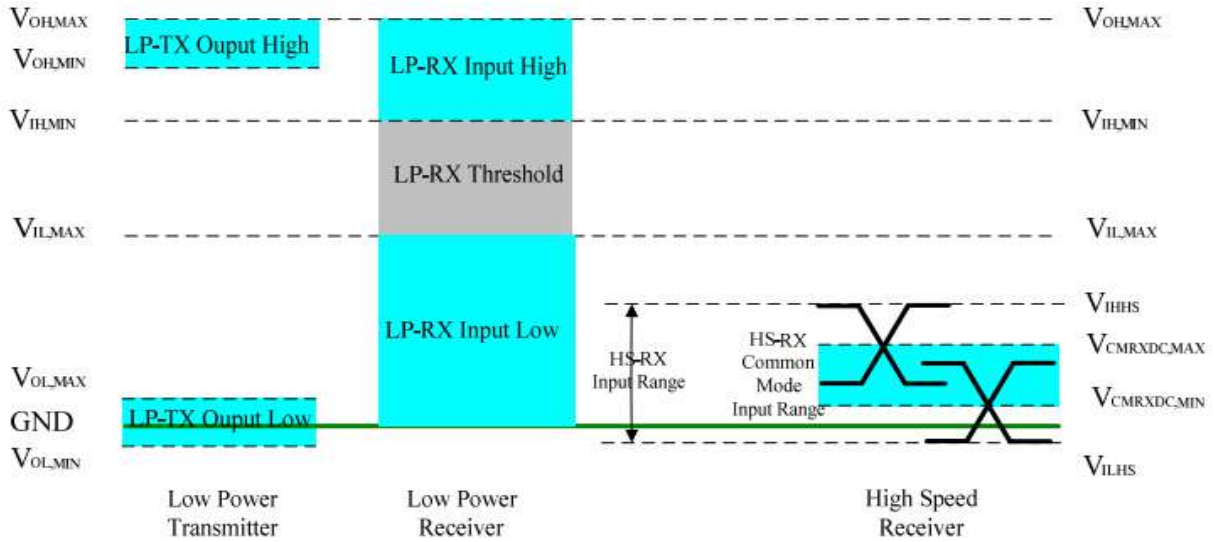 VOH,MAX
VOH,MIN
VIH,MIN
VIL,MAX
VOL,MAX
GND
VOL,MIN
LP-TX Ouput High
LP-TX Ouput Low
Low Power
Transmitter
LP-RX Input High
LP-RX Threshold
LP-RX Input Low
Low Power
Receiver
HS-RX
Input Range
HS-RX
Common
Mode
Input Range
High Speed
Receiver
VOH,MAX
VIH,MIN
VIL,MAX
VIHHS
VCMRXDC,MAX
VCMRXDC,MIN
VILHS